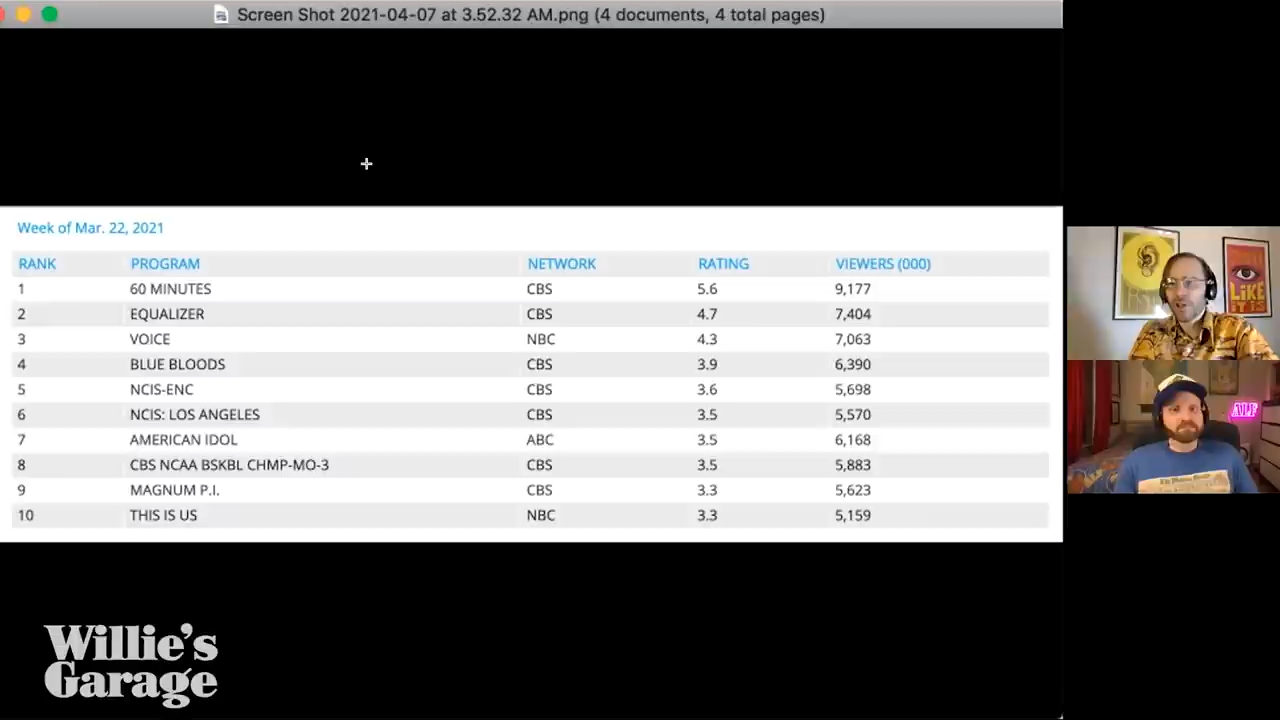 Screen Shot 2021-04-07 at 3.52.32 AM.png (4 documents, 4 total pages)
Week of Mar. 22, 2021
RANK PROGRAM NETWORK RATING VIEWERS (000)
1 60 MINUTES CBS 5.6 9,177
2 EQUALIZER CBS 4.7 7,404
3 VOICE NBC 4.3 7,063
4 BLUE BLOODS CBS 3.9 6,390
5 NCIS-ENC CBS 3.6 5,698
6 NCIS: LOS ANGELES CBS 3.5 5,570
7 AMERICAN IDOL ABC 3.5 6,168
8 CBS NCAA BSKBL CHMP-MO-3 CBS 3.5 5,883
9 MAGNUM P.I. CBS 3.3 5,623
10 THIS IS US NBC 3.3 5,159
LIKE
IT IS
ALF
Willie's
Garage